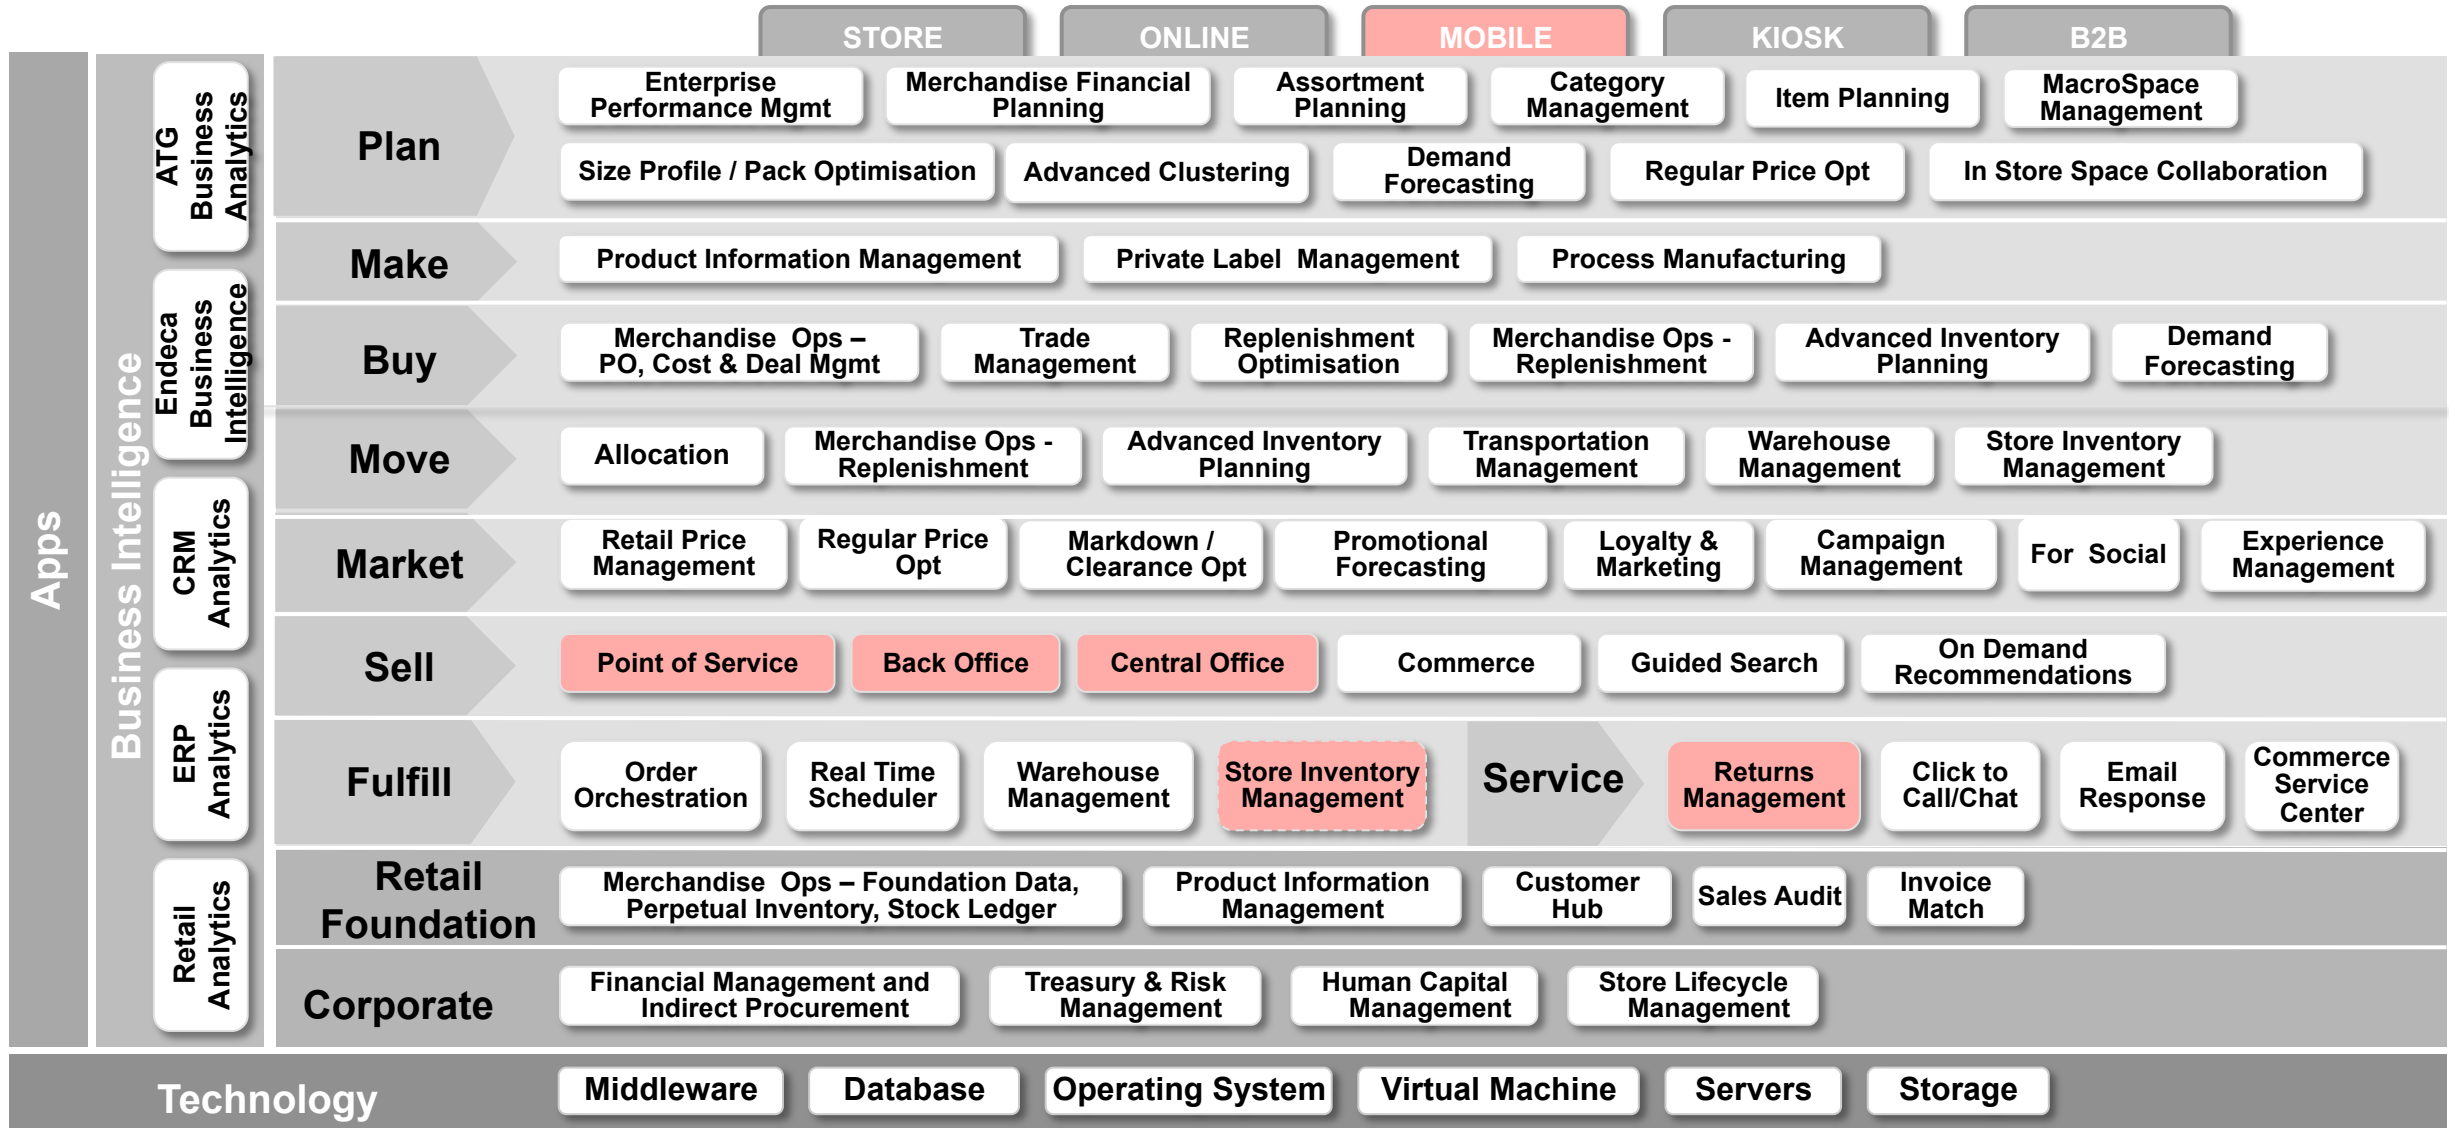 STORE
ONLINE
MOBILE
KIOSK
B2B
Apps
Business Intelligence
ATG
Business
Analytics
Endeca
Business
Intelligence
CRM
Analytics
ERP
Analytics
Retail
Analytics
Plan
Enterprise
Performance Mgmt
Merchandise Financial
Planning
Assortment
Planning
Category
Management
Item Planning
MacroSpace
Management
Size Profile / Pack Optimisation
Advanced Clustering
Demand
Forecasting
Regular Price Opt
In Store Space Collaboration
Make
Product Information Management
Private Label Management
Process Manufacturing
Buy
Merchandise Ops –
PO, Cost & Deal Mgmt
Trade
Management
Replenishment
Optimisation
Merchandise Ops -
Replenishment
Advanced Inventory
Planning
Demand
Forecasting
Move
Allocation
Merchandise Ops -
Replenishment
Advanced Inventory
Planning
Transportation
Management
Warehouse
Management
Store Inventory
Management
Market
Retail Price
Management
Regular Price
Opt
Markdown /
Clearance Opt
Promotional
Forecasting
Loyalty &
Marketing
Campaign
Management
For Social
Experience
Management
Sell
Point of Service
Back Office
Central Office
Commerce
Guided Search
On Demand
Recommendations
Fulfill
Order
Orchestration
Real Time
Scheduler
Warehouse
Management
Store Inventory
Management
Service
Returns
Management
Click to
Call/Chat
Email
Response
Commerce
Service
Center
Retail
Foundation
Merchandise Ops – Foundation Data,
Perpetual Inventory, Stock Ledger
Product Information
Management
Customer
Hub
Sales Audit
Invoice
Match
Corporate
Financial Management and
Indirect Procurement
Treasury & Risk
Management
Human Capital
Management
Store Lifecycle
Management
Technology
Middleware
Database
Operating System
Virtual Machine
Servers
Storage